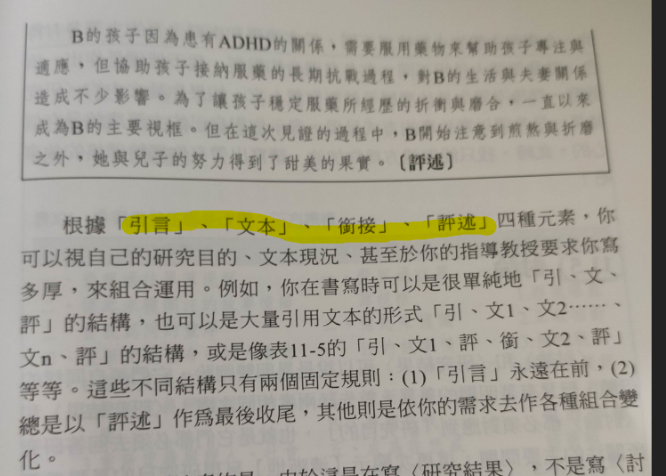 B的孩子因為患有ADHD的關係，需要服用藥物來幫助孩子專注與
適應，但協助孩子接納服藥的長期抗戰過程，對B的生活與夫妻關係
造成不少影響。為了讓孩子穩定服藥所經歷的折衝與磨合，一直以來
成為B的主要視框。但在這次見證的過程中，B開始注意到煎熬與折磨
之外，她與兒子的努力得到了甜美的果實。〔評述〕
根據「引言」、「文本」、「銜接」、「評述」四種元素，你
可以視自己的研究目的、文本現況、甚至於你的指導教授要求你寫
多厚，來組合運用。例如，你在書寫時可以是很單純地「引、文、
評」的結構，也可以是大量引用文本的形式「引、文1、文2……、
文n、評」的結構，或是像表11-5的「引、文1、評、銜、文2、評」
等等。這些不同結構只有兩個固定規則：(1)「引言」永遠在前，(2)
總是以「評述」作為最後收尾，其他則是依你的需求去作各種組合變
化。
由於這是在寫〈研究結果〉，不是寫〈討